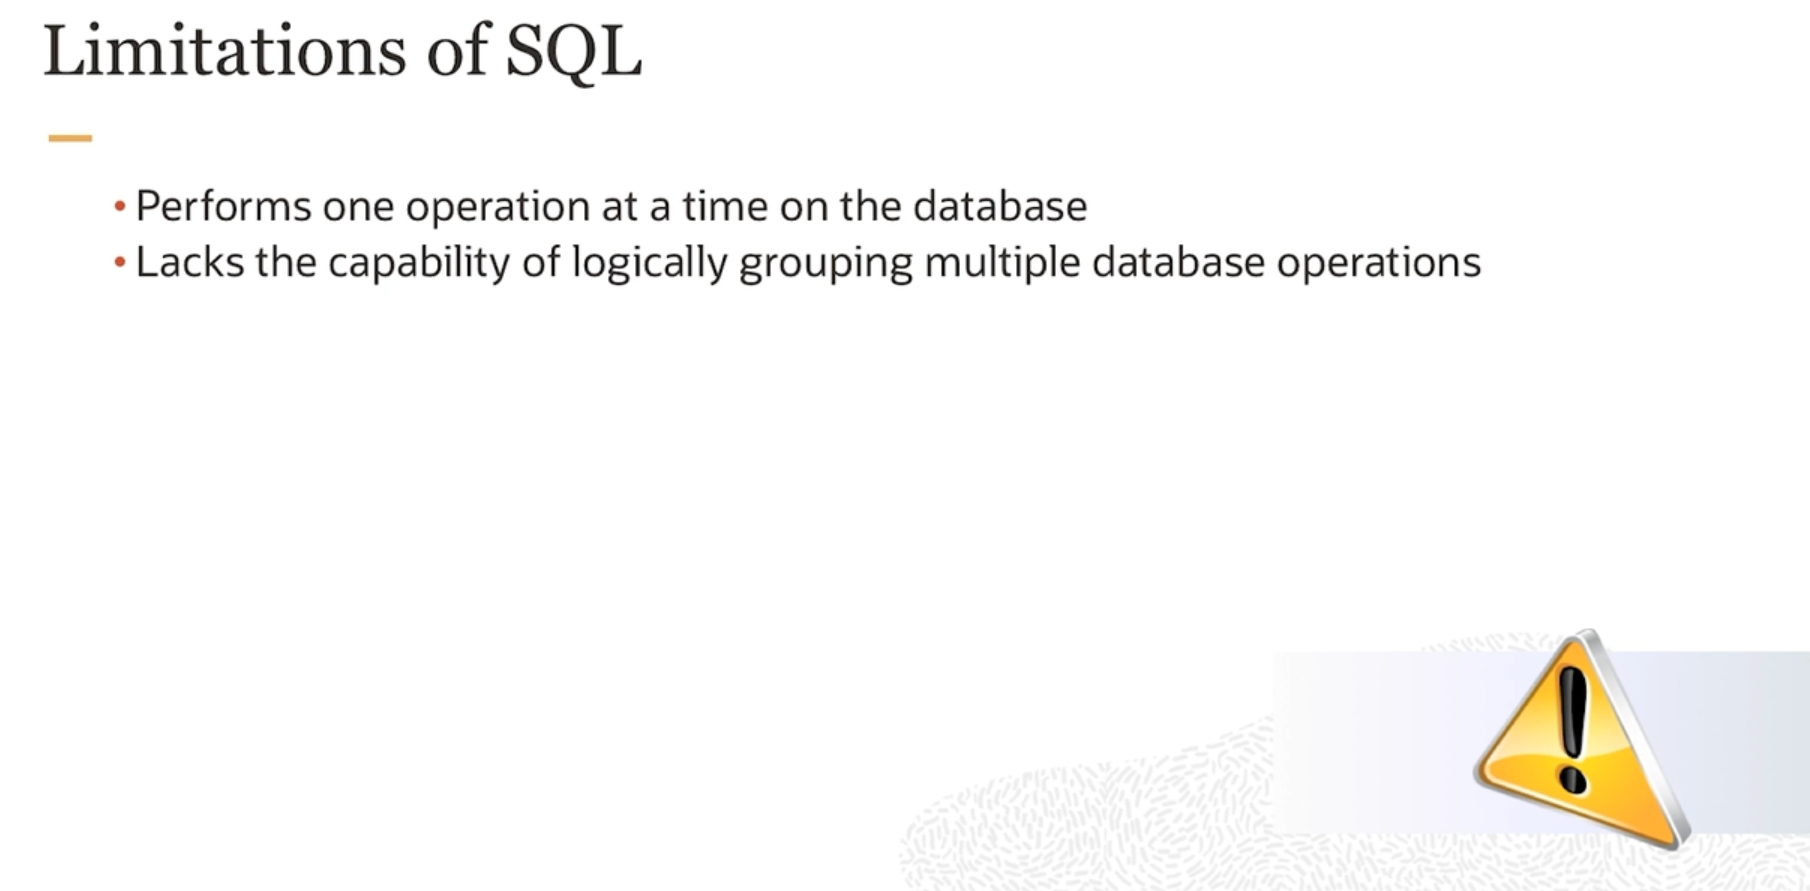 Limitations of SQL
• Performs one operation at a time on the database
• Lacks the capability of logically grouping multiple database operations